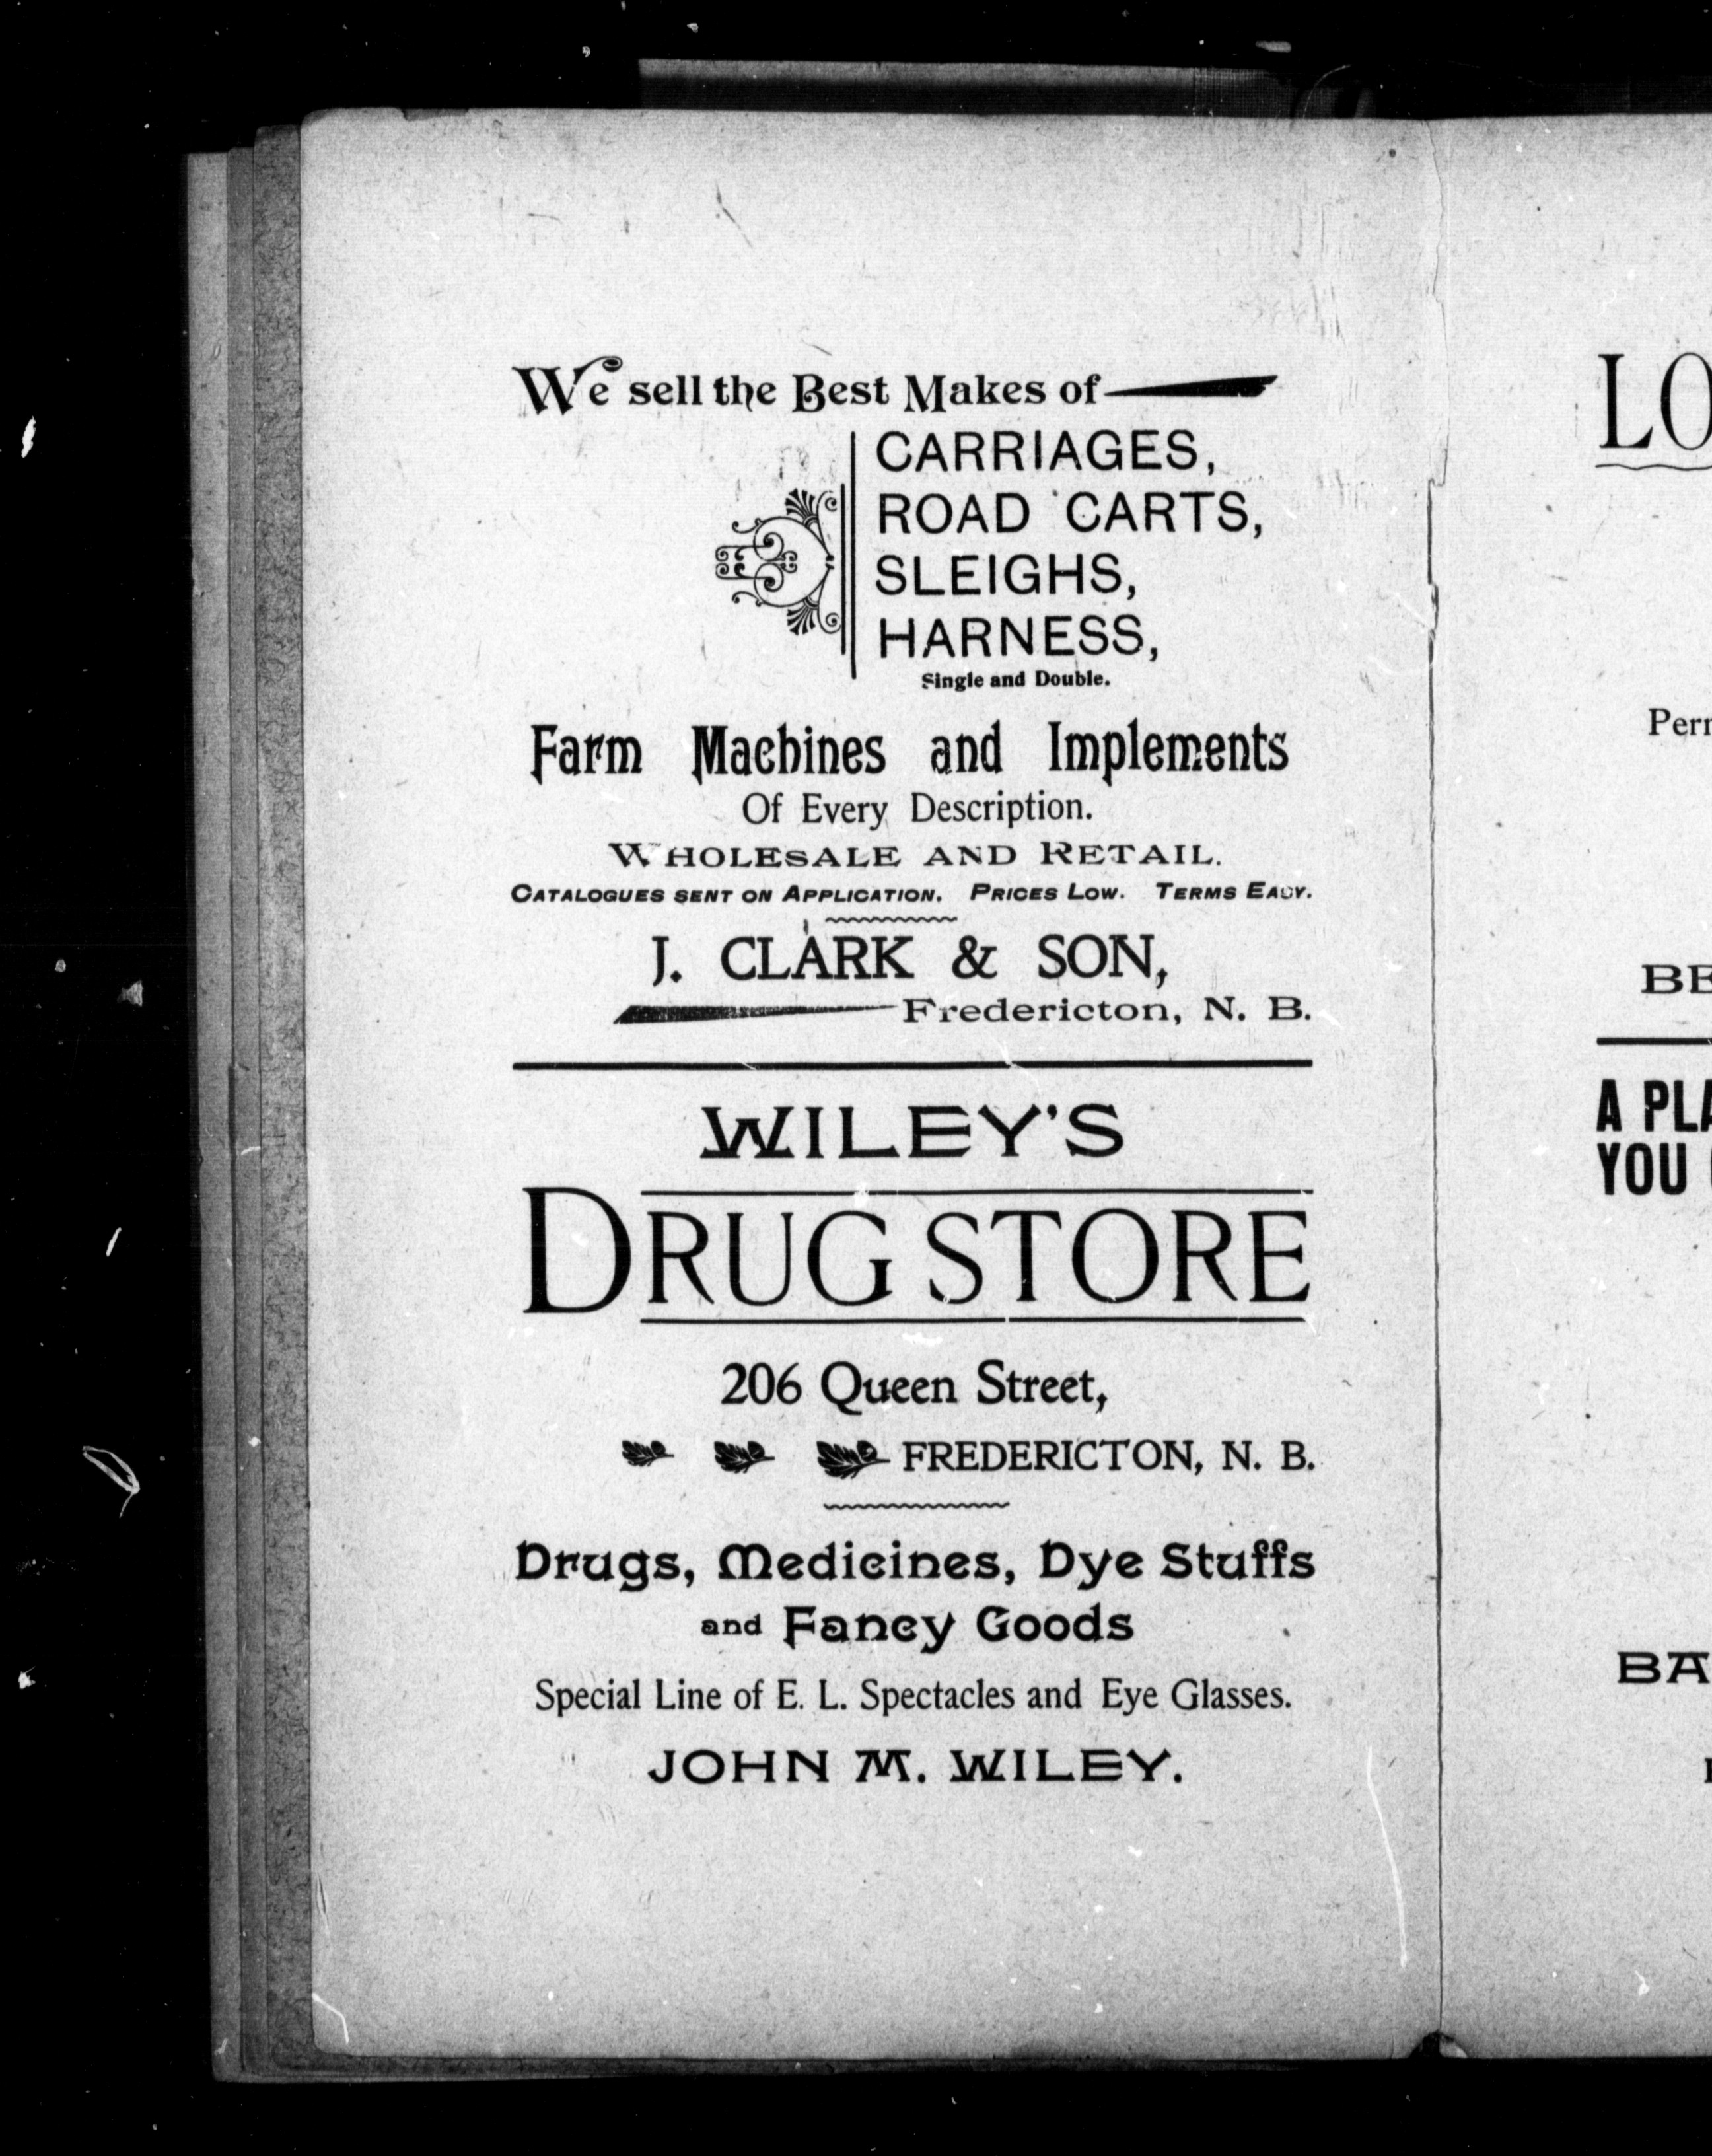 We sell the Best Makes of
CARRIAGES,
ROAD CARTS,
SLEIGHS,
HARNESS,
Single and Double.
Farm Machines and Implements
Of Every Description.
WHOLESALE AND RETAIL.
CATALOGUES SENT ON APPLICATION. PRICES LOW. TERMS EASY.
J. CLARK & SON,
Fredericton, N. B.
WILEY'S
DRUG STORE
206 Queen Street,
FREDERICTON, N. B.
Drugs, Medicines, Dye Stuffs
and Fancy Goods
Special Line of E. L. Spectacles and Eye Glasses.
JOHN M. WILEY.
LO
Per
BE
A PLA
YOU
BA